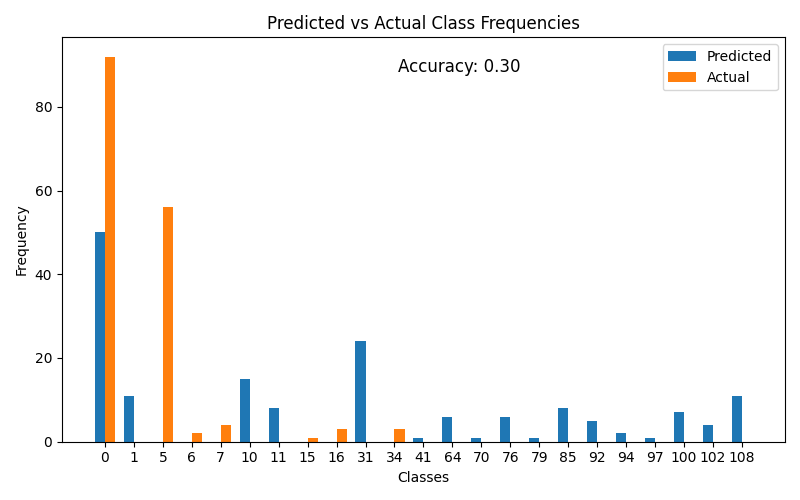 Predicted vs Actual Class Frequencies
Accuracy: 0.30
Predicted
Actual
Frequency
80
60
40
20
0
0 1 5 6 7 10 11 15 16 31 34 41 64 70 76 79 85 92 94 97 100 102 108
Classes